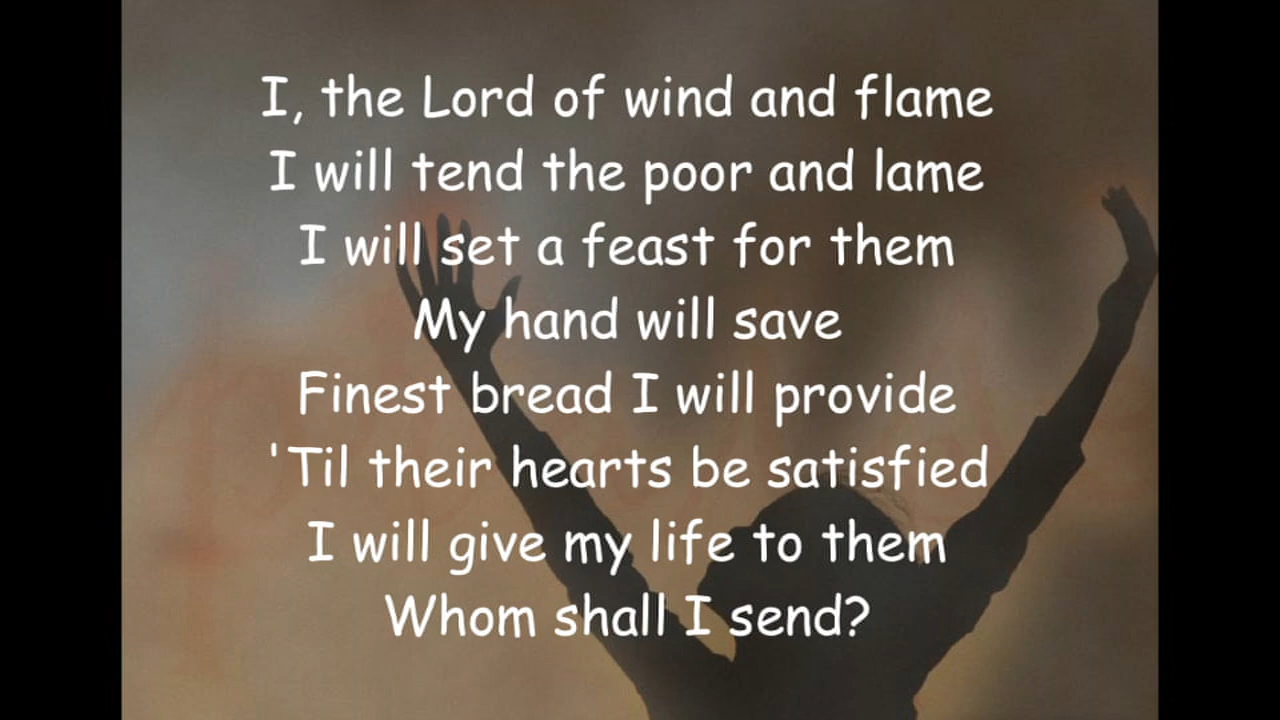 I, the Lord of wind and flame
I will tend the poor and lame
I will set a feast for them
My hand will save
Finest bread I will provide
'Til their hearts be satisfied
I will give my life to them
Whom shall I send?